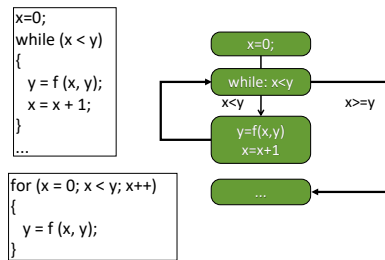 x=0;
while (x < y)
{
y = f (x, y);
x = x + 1;
}
...
for (x = 0; x < y; x++)
{
y = f (x, y);
}
x=0;
while: x<y
x<y
x>=y
y=f(x,y)
x=x+1
...